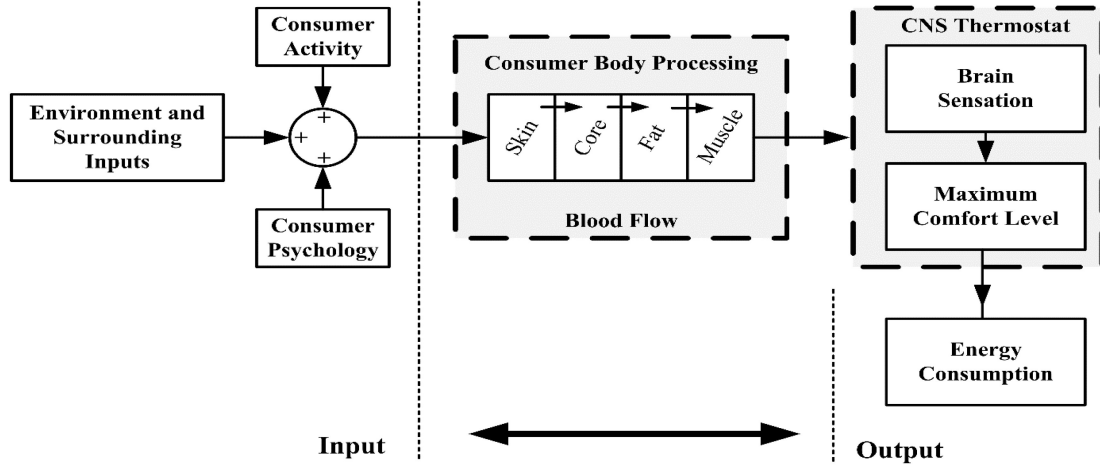 Consumer
Activity
Environment and
Surrounding
Inputs
+
+
+
Consumer
Psychology
Input
Consumer Body Processing
Skin
Core
Fat
Muscle
Blood Flow
CNS Thermostat
Brain
Sensation
Maximum
Comfort Level
Energy
Consumption
Output